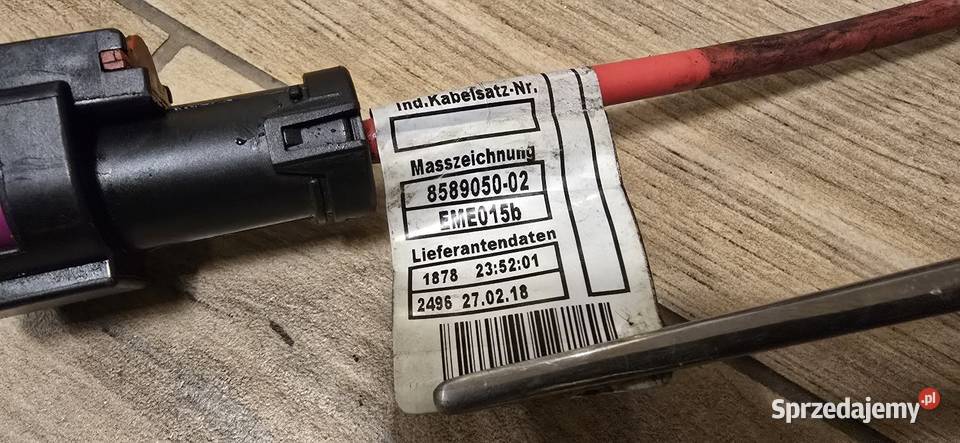 Ind.Kabelsatz-Nr.
Masszeichnung
8589050-02
EME015b
Lieferantendaten
1878 23:52:01
2496 27.02.18
Sprzedajemy.pl